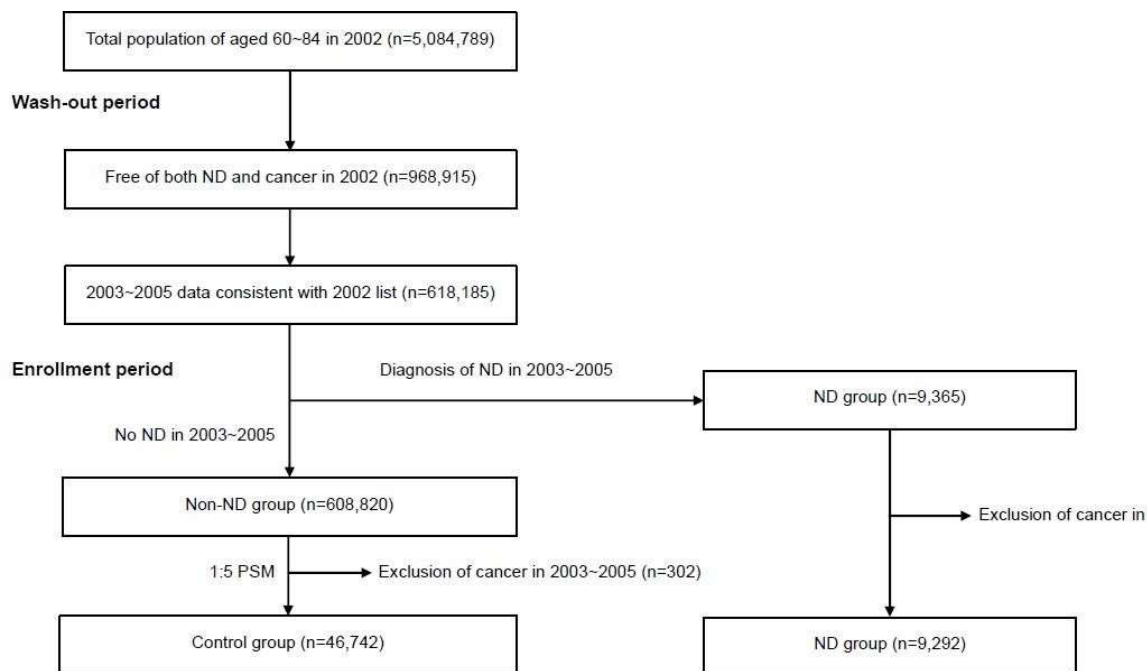 Total population of aged 60~84 in 2002 (n=5,084,789)
Wash-out period
Free of both ND and cancer in 2002 (n=968,915)
2003~2005 data consistent with 2002 list (n=618,185)
Enrollment period
Diagnosis of ND in 2003~2005
ND group (n=9,365)
No ND in 2003~2005
Non-ND group (n=608,820)
Exclusion of cancer in
1:5 PSM
Exclusion of cancer in 2003~2005 (n=302)
Control group (n=46,742)
ND group (n=9,292)